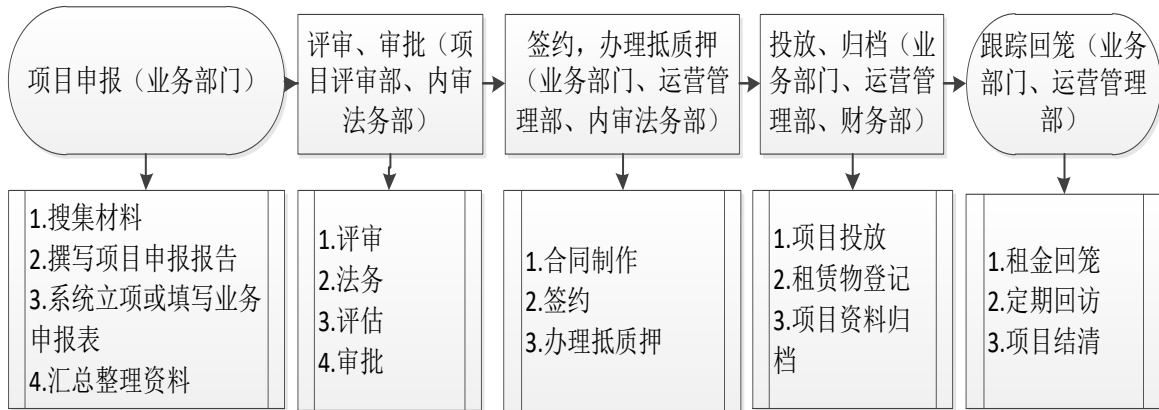 项目申报（业务部门）
评审、审批（项
目评审部、内审
法务部）
签约，办理抵质押
（业务部门、运营管
理部、内审法务部）
投放、归档（业
务部门、运营管
理部、财务部）
跟踪回笼（业务
部门、运营管理
部）
1.搜集材料
2.撰写项目申报报告
3.系统立项或填写业务
申报表
4.汇总整理资料
1.评审
2.法务
3.评估
4.审批
1.合同制作
2.签约
3.办理抵质押
1.项目投放
2.租赁物登记
3.项目资料归
档
1.租金回笼
2.定期回访
3.项目结清